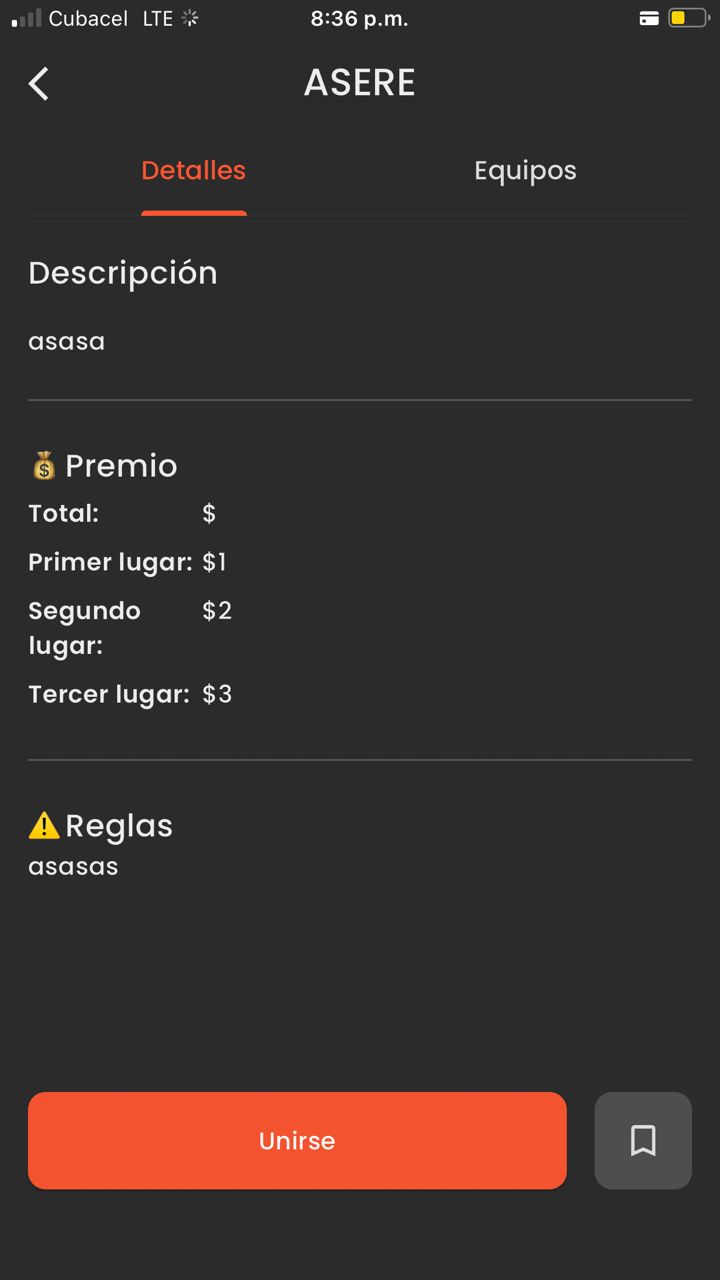 Cubacel LTE 8:36 p.m.
ASERE
Detalles Equipos
Descripción
asasa
💰 Premio
Total: $
Primer lugar: $1
Segundo $2
lugar:
Tercer lugar: $3
⚠️ Reglas
asasas
Unirse